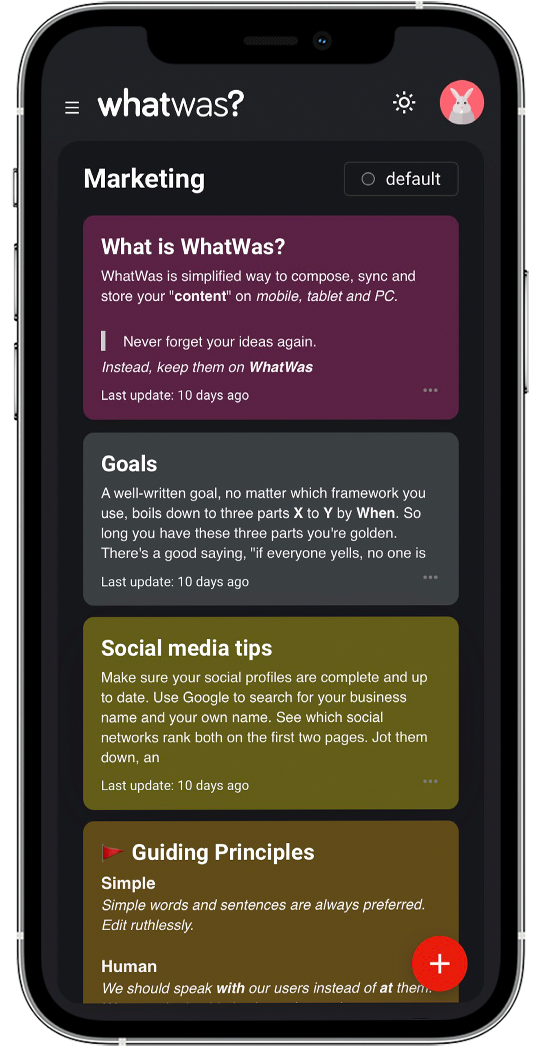 whatwas?
Marketing
default
What is WhatWas?
WhatWas is simplified way to compose, sync and
store your "content" on mobile, tablet and PC.
Never forget your ideas again.
Instead, keep them on WhatWas
Last update: 10 days ago
Goals
A well-written goal, no matter which framework you
use, boils down to three parts X to Y by When. So
long you have these three parts you're golden.
There's a good saying, "if everyone yells, no one is
Last update: 10 days ago
Social media tips
Make sure your social profiles are complete and up
to date. Use Google to search for your business
name and your own name. See which social
networks rank both on the first two pages. Jot them
down, an
Last update: 10 days ago
Guiding Principles
Simple
Simple words and sentences are always preferred.
Edit ruthlessly.
Human
We should speak with our users instead of at them.